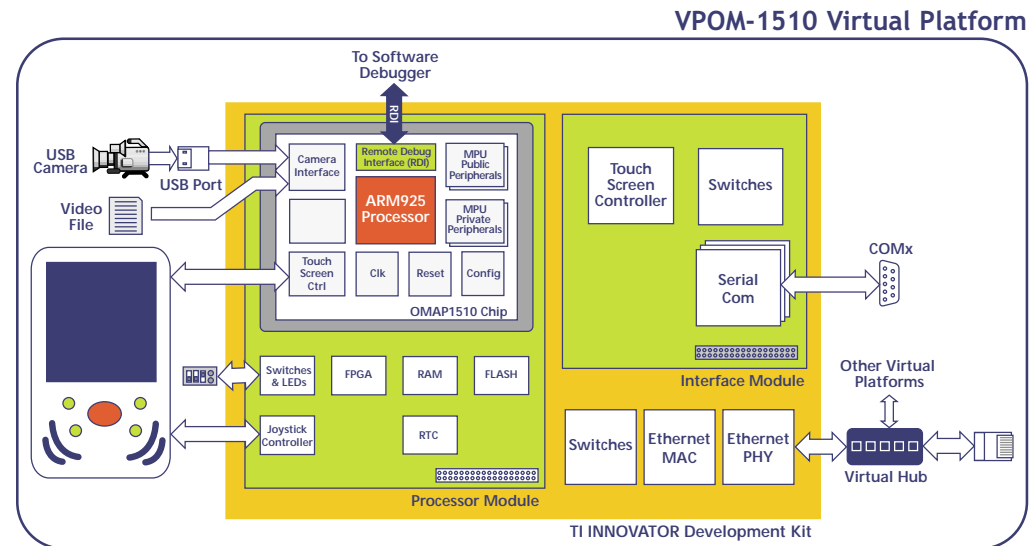 VPOM-1510 Virtual Platform
To Software
Debugger
RDI
USB
Camera
USB Port
Video
File
Camera
Interface
Remote Debug
Interface (RDI)
ARM925
Processor
MPU
Public
Peripherals
MPU
Private
Peripherals
Touch
Screen
Ctrl
Clk
Reset
Config
OMAP1510 Chip
Switches
& LEDs
FPGA
RAM
FLASH
Joystick
Controller
RTC
Processor Module
Touch
Screen
Controller
Switches
Serial
Com
Interface Module
COMx
Switches
Ethernet
MAC
Ethernet
PHY
Other Virtual
Platforms
Virtual Hub
TI INNOVATOR Development Kit